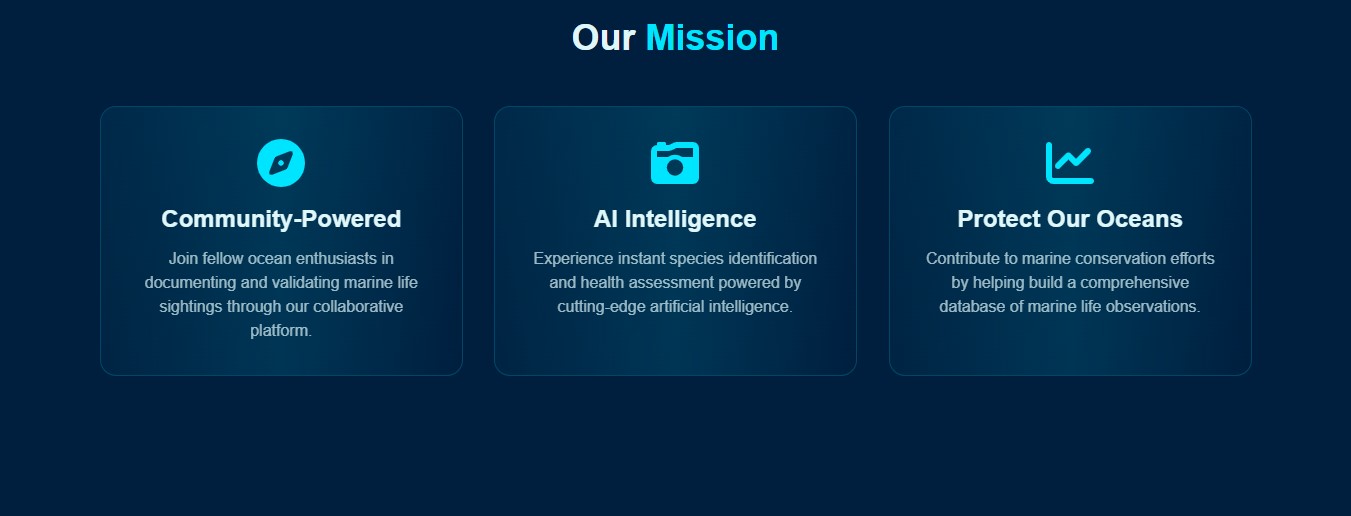 Our Mission
Community-Powered
Join fellow ocean enthusiasts in
documenting and validating marine life
sightings through our collaborative
platform.
AI Intelligence
Experience instant species identification
and health assessment powered by
cutting-edge artificial intelligence.
Protect Our Oceans
Contribute to marine conservation efforts
by helping build a comprehensive
database of marine life observations.